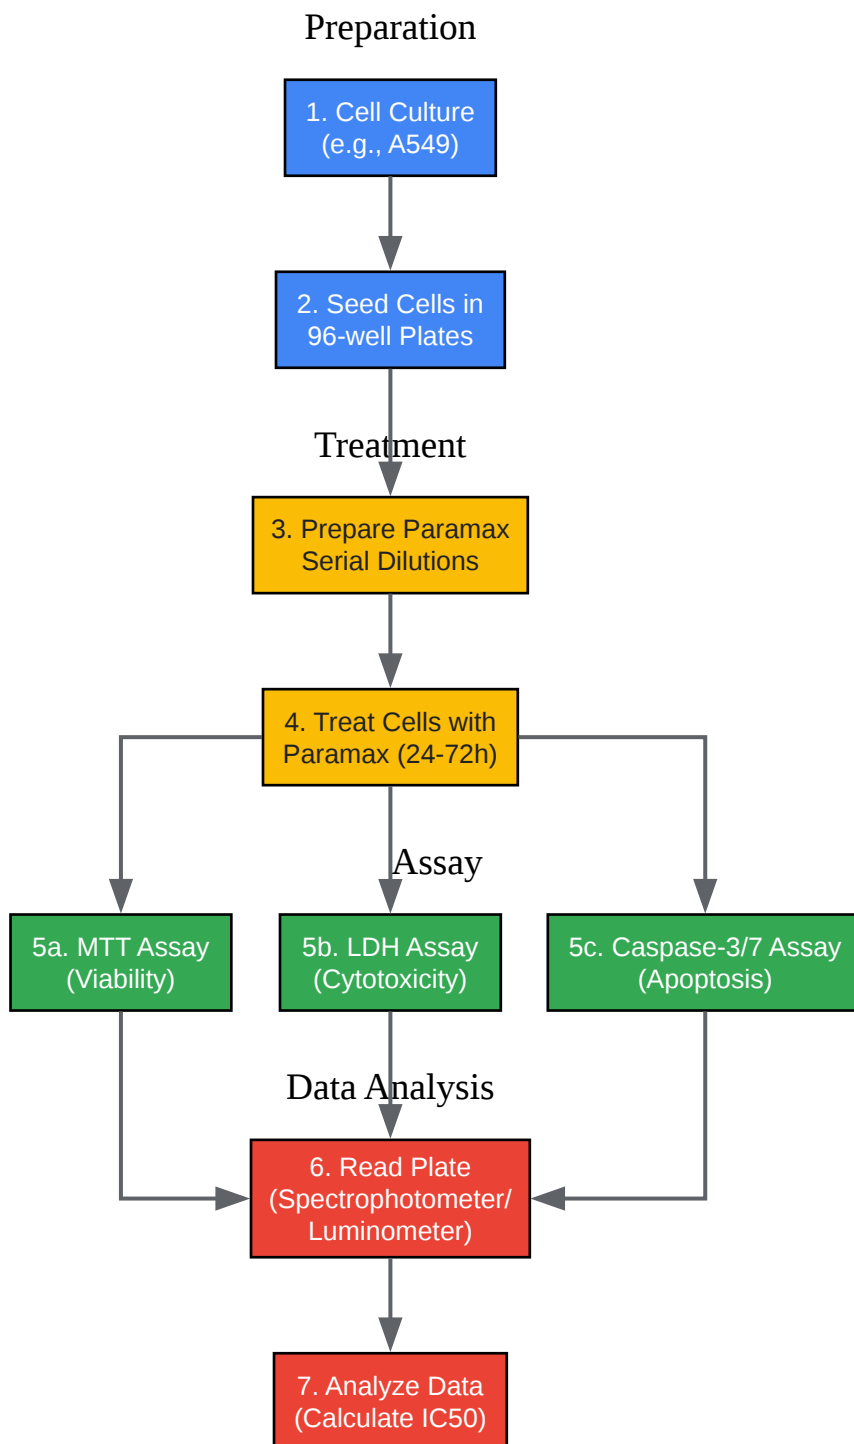 Preparation
1. Cell Culture
(e.g., A549)
2. Seed Cells in
96-well Plates
Treatment
3. Prepare Paramax
Serial Dilutions
4. Treat Cells with
Paramax (24-72h)
Assay
5a. MTT Assay
(Viability)
5b. LDH Assay
(Cytotoxicity)
5c. Caspase-3/7 Assay
(Apoptosis)
Data Analysis
6. Read Plate
(Spectrophotometer/
Luminometer)
7. Analyze Data
(Calculate IC50)